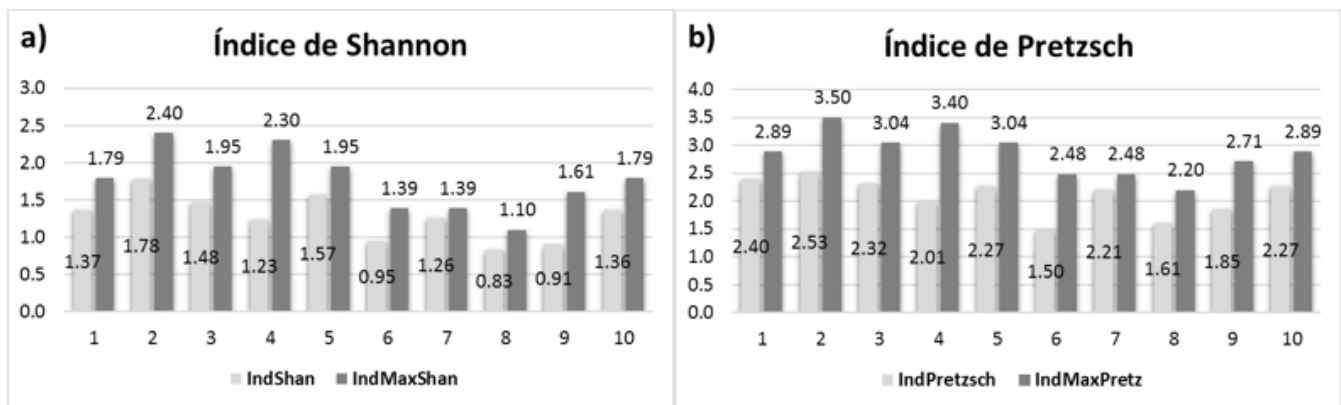 a)
Índice de Shannon
3.0
2.5
2.0
1.5
1.0
0.5
0.0
1.37 1.79 1.78 2.40 1.48 1.95 1.23 2.30 1.57 1.95 0.95 1.39 1.26 1.39 0.83 1.10 0.91 1.61 1.36 1.79
1 2 3 4 5 6 7 8 9 10
IndShan IndMaxShan
b)
Índice de Pretzsch
4.0
3.5
3.0
2.5
2.0
1.5
1.0
0.5
0.0
2.40 2.89 2.53 3.50 2.32 3.04 2.01 3.40 2.27 3.04 1.50 2.48 2.21 2.48 1.61 2.20 1.85 2.71 2.27 2.89
1 2 3 4 5 6 7 8 9 10
IndPretzsch IndMaxPretz